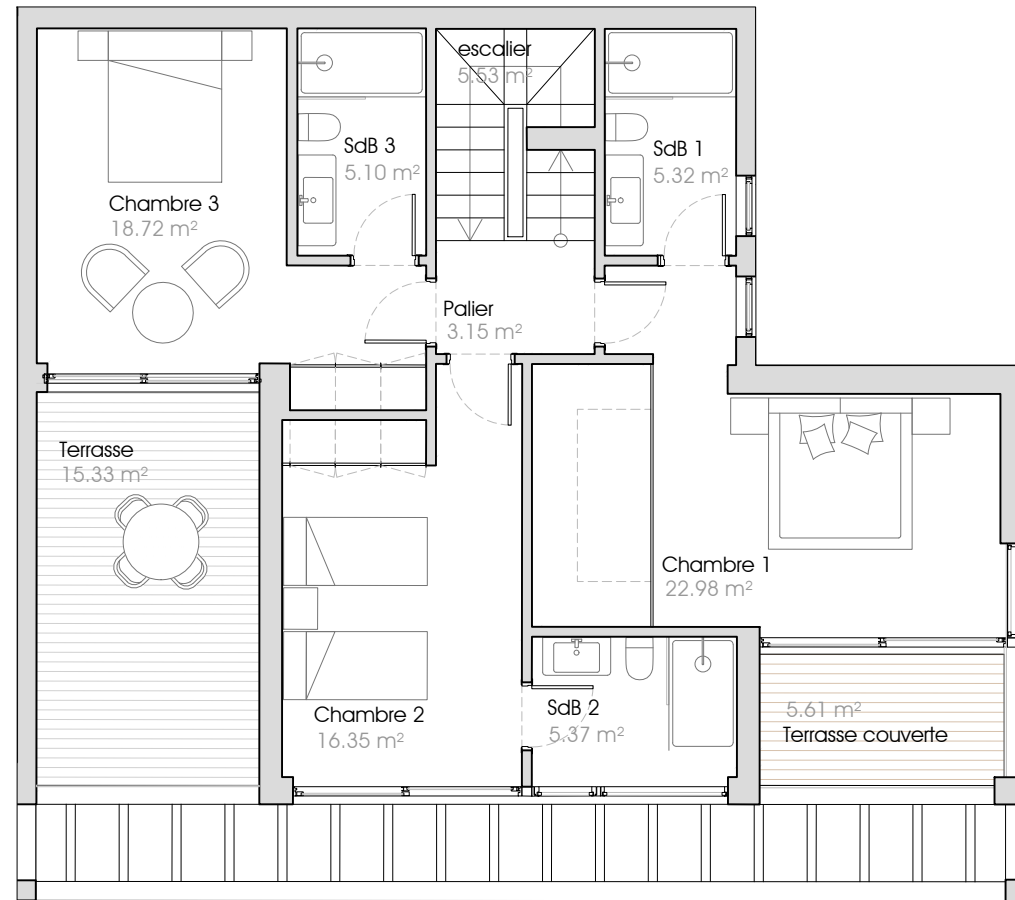 escalier
5.53 m²
SdB 3
5.10 m²
SdB 1
5.32 m²
Chambre 3
18.72 m²
Palier
3.15 m²
Terrasse
15.33 m²
Chambre 1
22.98 m²
Chambre 2
16.35 m²
SdB 2
5.37 m²
5.61 m²
Terrasse couverte